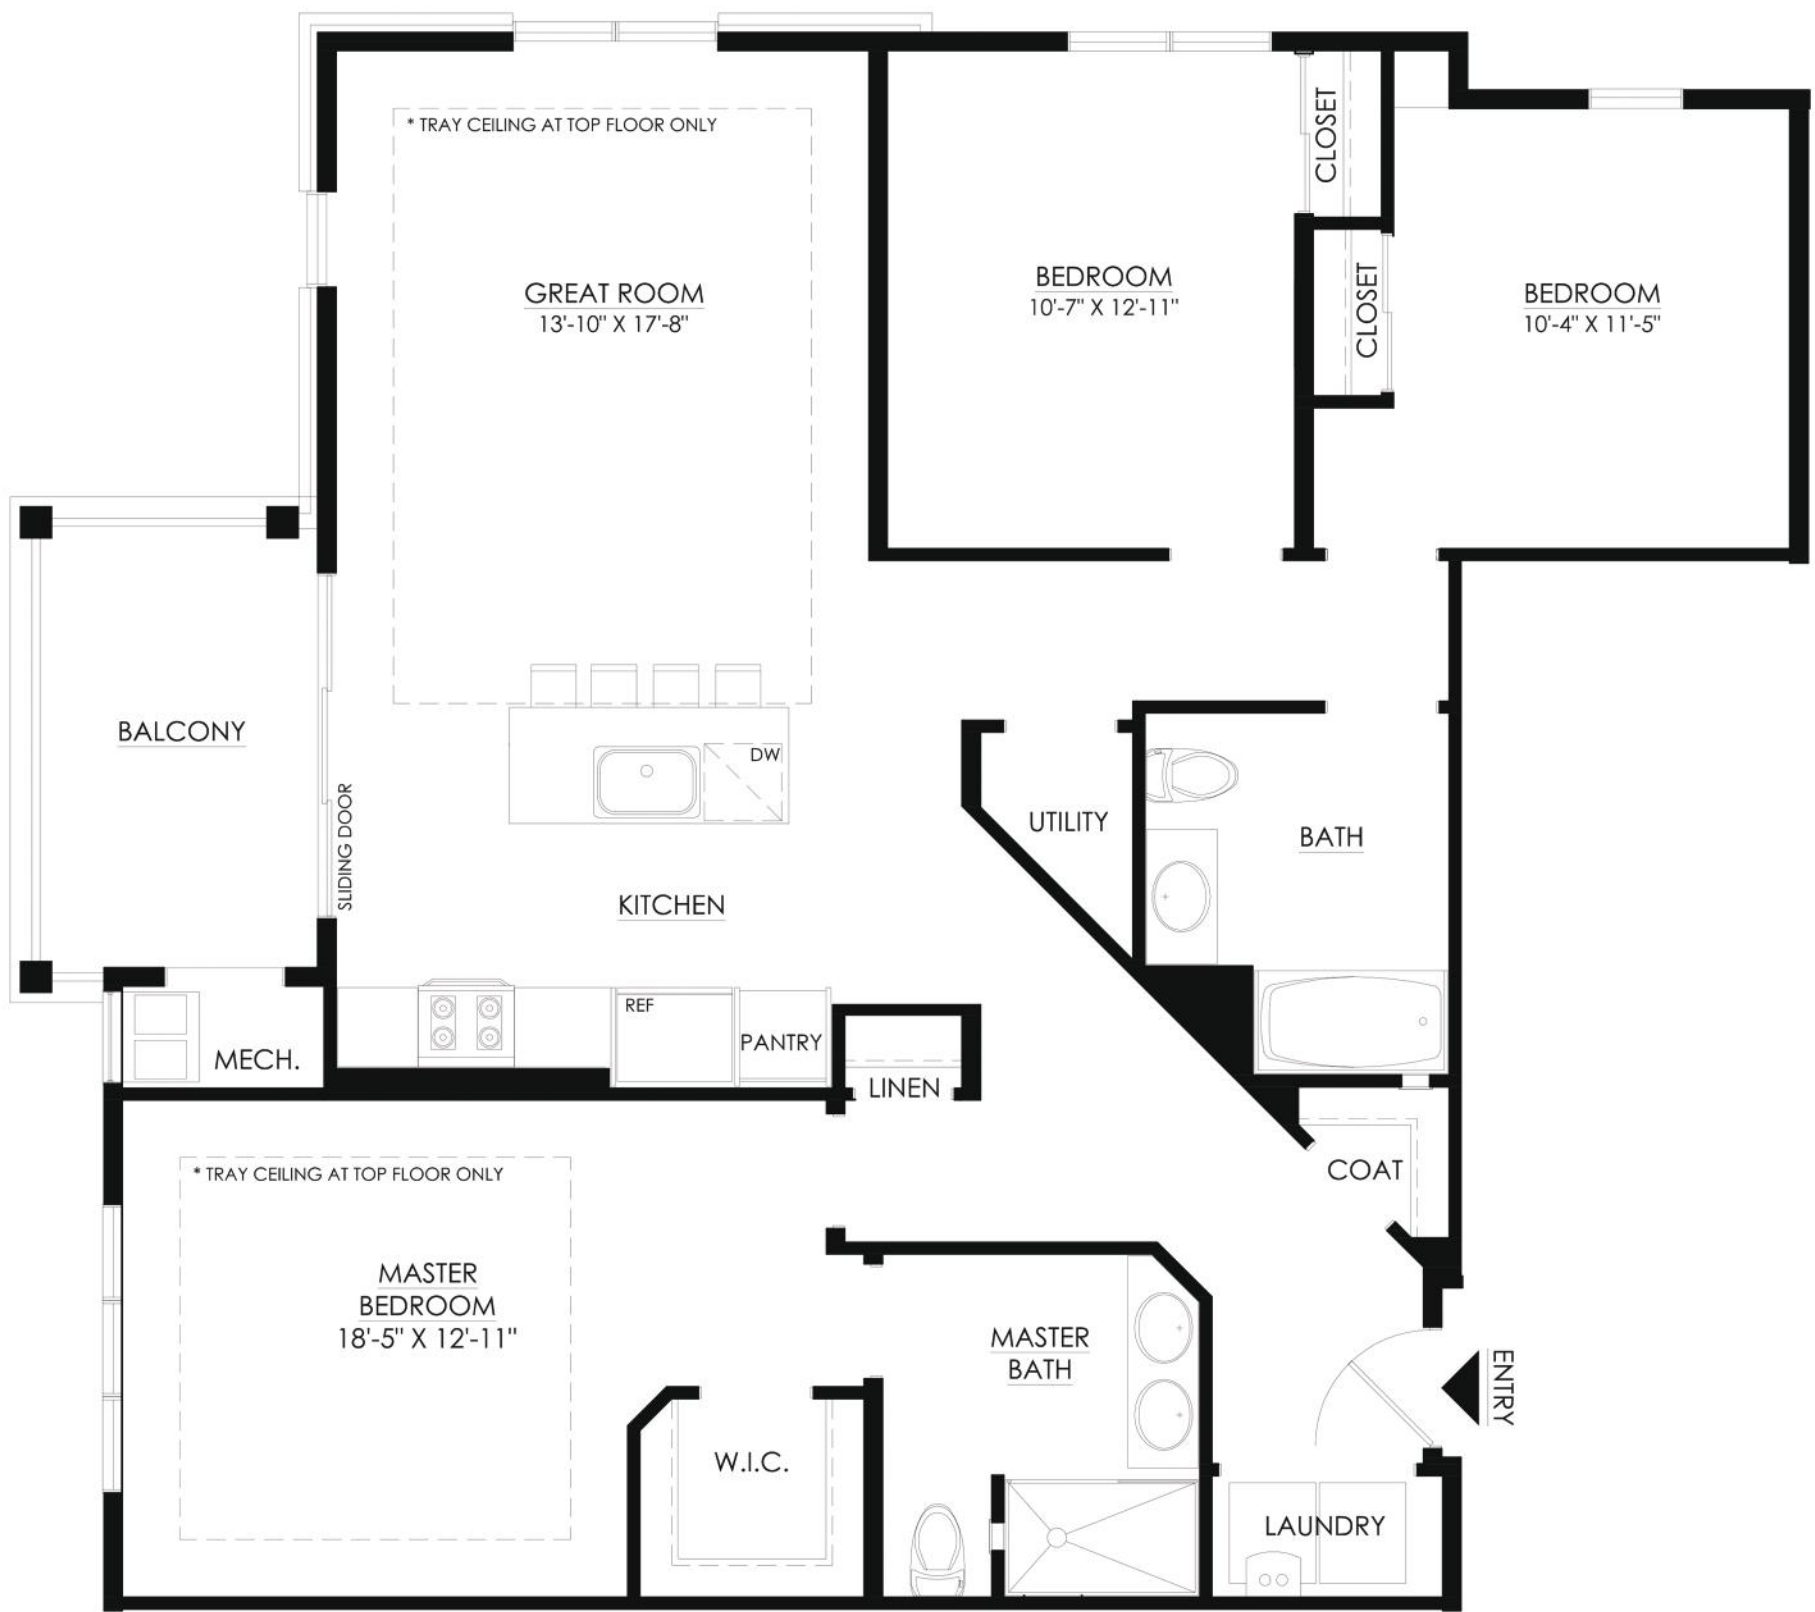 * TRAY CEILING AT TOP FLOOR ONLY
GREAT ROOM
13'-10" X 17'-8"
BEDROOM
10'-7" X 12'-11"
CLOSET
CLOSET
BEDROOM
10'-4" X 11'-5"
BALCONY
SLIDING DOOR
DW
KITCHEN
UTILITY
BATH
MECH.
REF
PANTRY
LINEN
COAT
* TRAY CEILING AT TOP FLOOR ONLY
MASTER
BEDROOM
18'-5" X 12'-11"
MASTER
BATH
W.I.C.
ENTRY
LAUNDRY